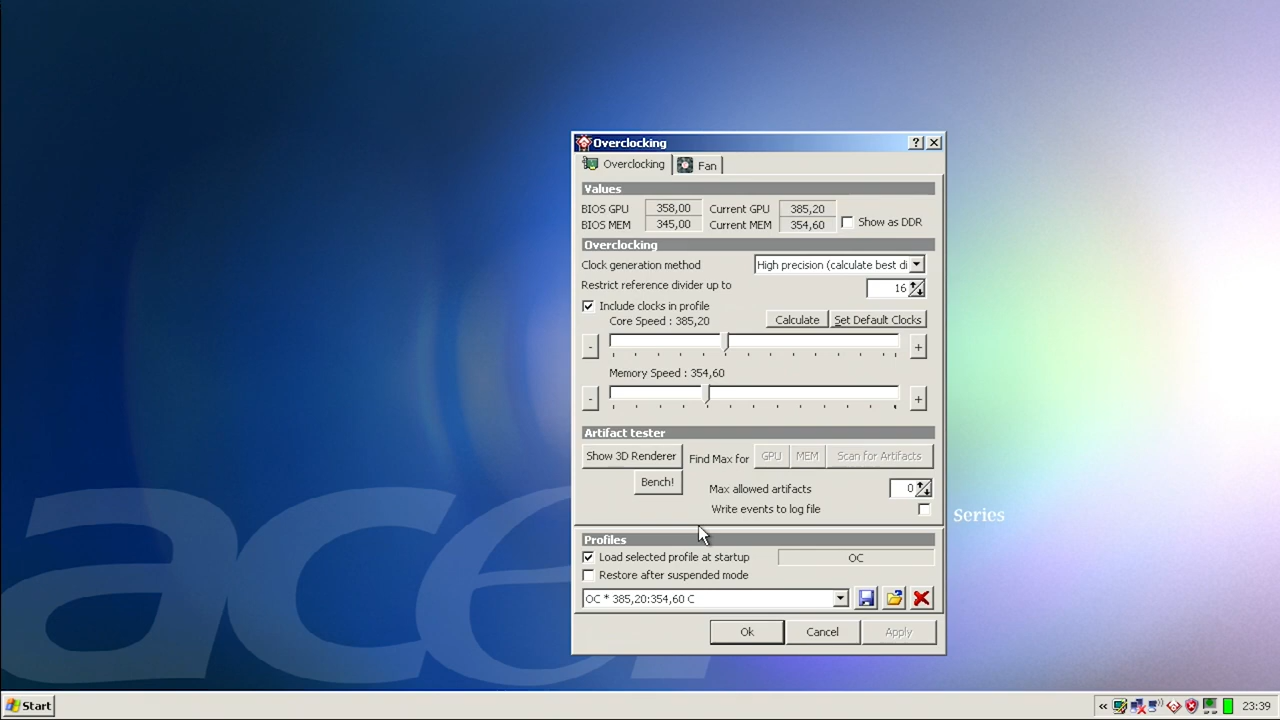 Overclocking
Overclocking Fan
Values
BIOS GPU 358,00 Current GPU 385,20
BIOS MEM 345,00 Current MEM 354,60 Show as DDR
Overclocking
Clock generation method High precision (calculate best di
Restrict reference divider up to 16
Include clocks in profile
Core Speed : 385,20 Calculate Set Default Clocks
- +
Memory Speed : 354,60
- +
Artifact tester
Show 3D Renderer Find Max for GPU MEM Scan for Artifacts
Bench! Max allowed artifacts 0
Write events to log file
Series
Profiles
Load selected profile at startup OC
Restore after suspended mode
OC * 385,20:354,60 C
Ok Cancel Apply
acer
Start « 23:39